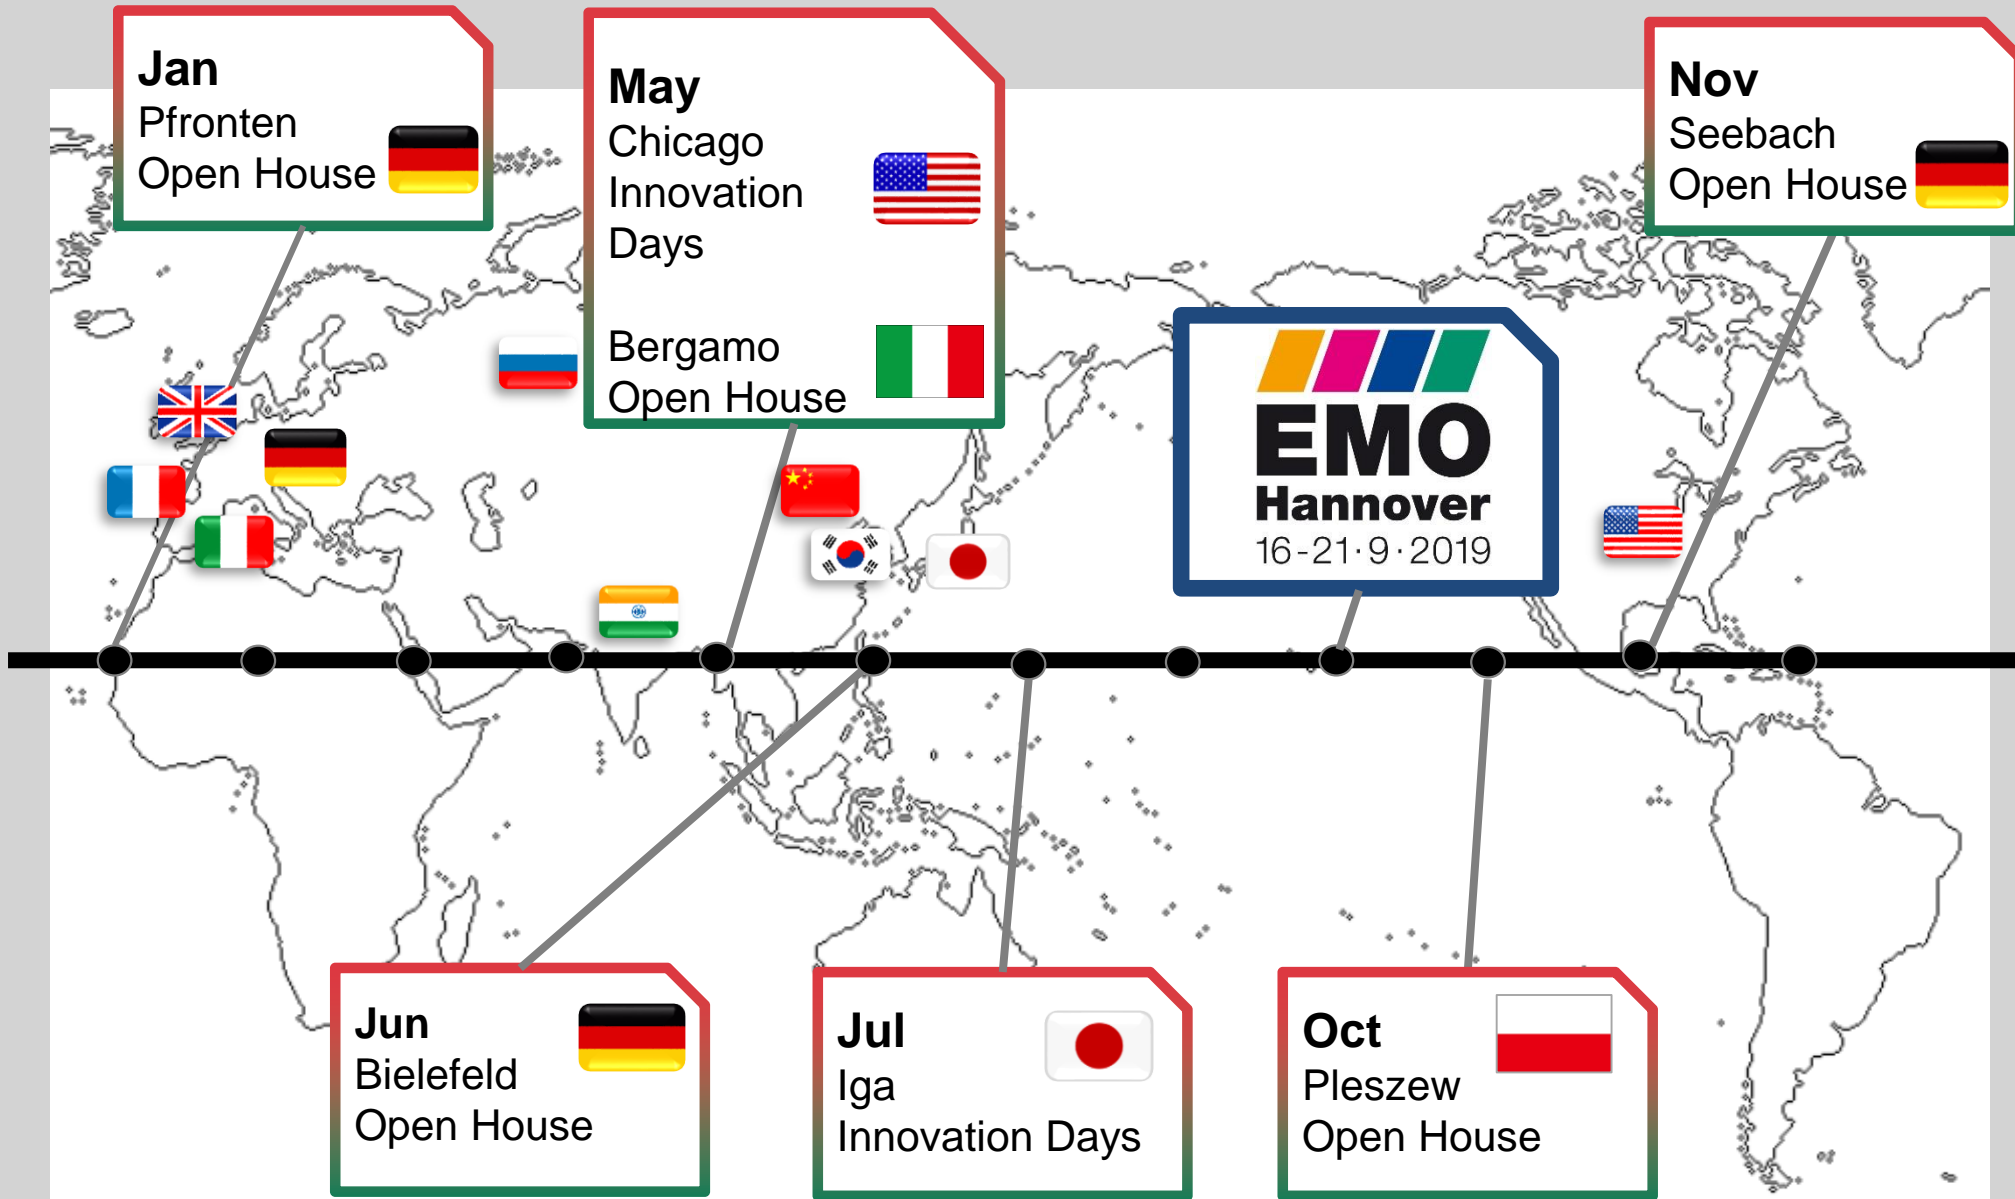 Jan
Pfronten
Open House
May
Chicago
Innovation
Days
Bergamo
Open House
Nov
Seebach
Open House
EMO
Hannover
16-21·9·2019
Jun
Bielefeld
Open House
Jul
Iga
Innovation Days
Oct
Pleszew
Open House